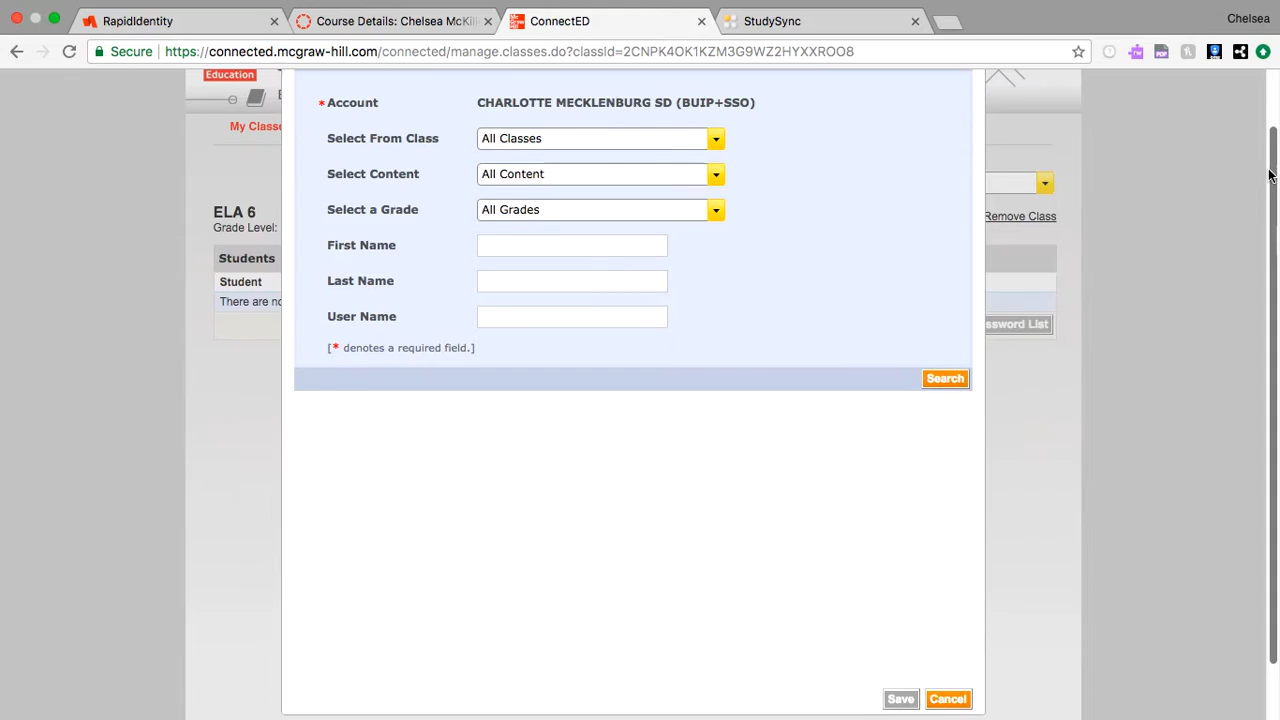 RapidIdentity
Course Details: Chelsea McKi
ConnectED
StudySync
Chelsea
Secure
https://connected.mcgraw-hill.com/connected/manage.classes.do?classId=2CNPK4OK1KZM3G9WZ2HYXXROO8
Education
My Classe
*Account
CHARLOTTE MECKLENBURG SD (BUIP+SSO)
Select From Class
All Classes
Select Content
All Content
Select a Grade
All Grades
First Name
Last Name
User Name
[* denotes a required field.]
Search
ELA 6
Grade Level:
Remove Class
Students
Student
There are no
ssword List
Save
Cancel